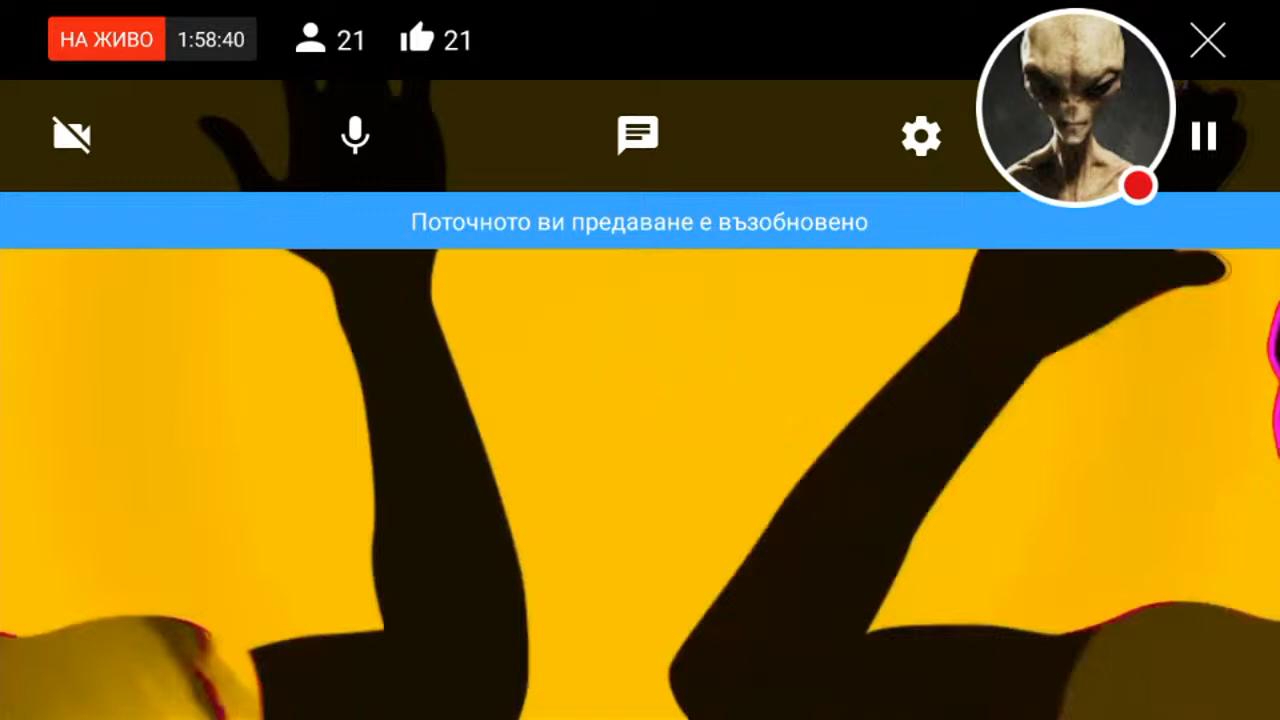 НА ЖИВО 1:58:40 21 21
Поточното ви предаване е възобновено